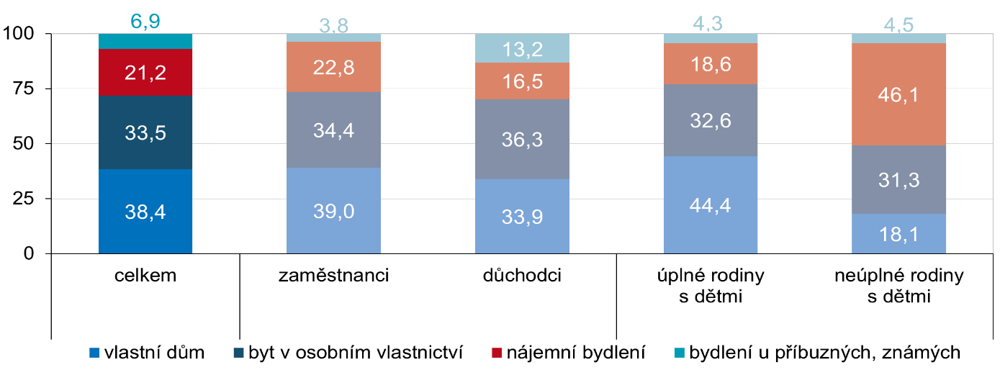 6,9 3,8 4,3 4,5
100
13,2
21,2 22,8 16,5 18,6 46,1
75
33,5 34,4 36,3 32,6 31,3
50
25
38,4 39,0 33,9 44,4 18,1
0
celkem zaměstnanci důchodci úplné rodiny neúplné rodiny
s dětmi s dětmi
vlastní dům byt v osobním vlastnictví nájemní bydlení bydlení u příbuzných, známých